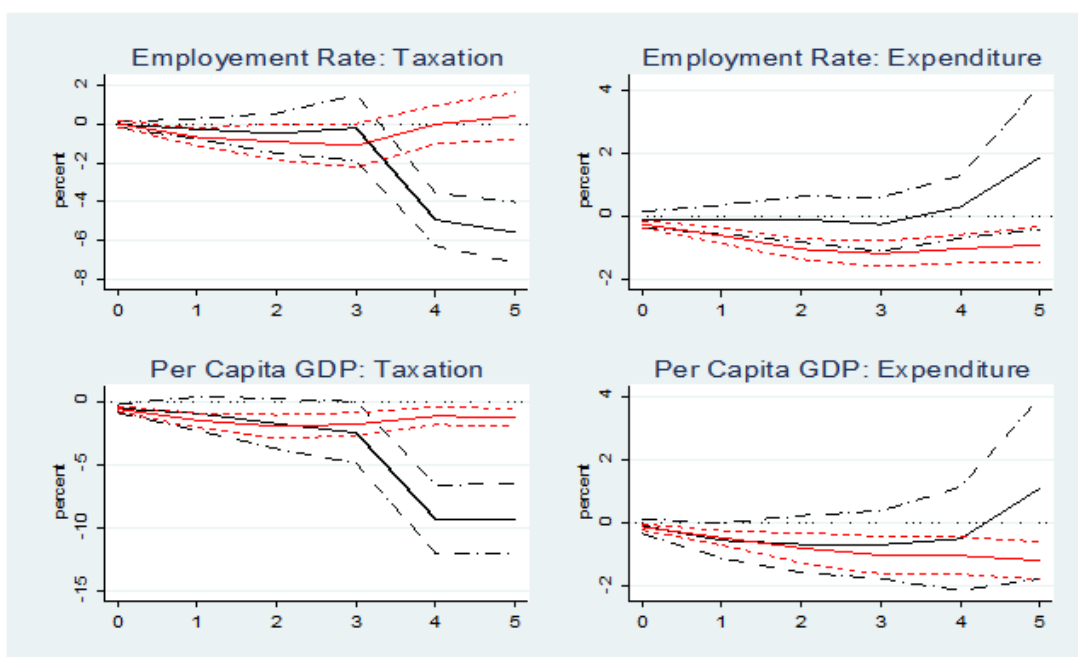 Employement Rate: Taxation
percent
2
0
-2
-4
-6
-8
0 1 2 3 4 5
Employment Rate: Expenditure
percent
4
2
0
-2
0 1 2 3 4 5
Per Capita GDP: Taxation
percent
0
-5
-10
-15
0 1 2 3 4 5
Per Capita GDP: Expenditure
percent
4
2
0
-2
0 1 2 3 4 5